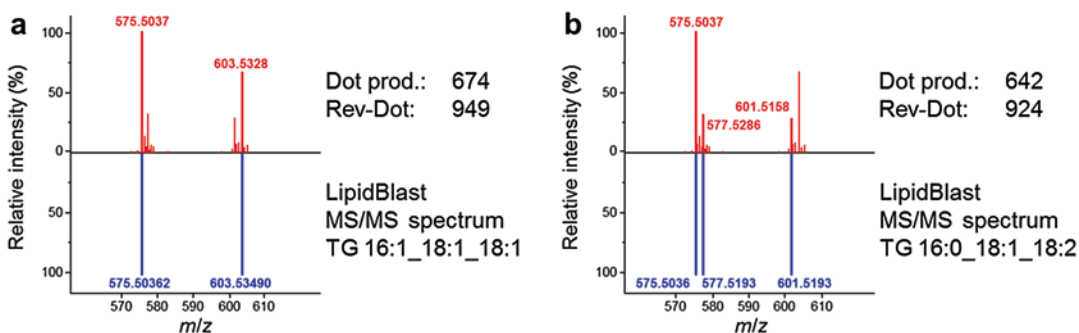 a
Relative intensity (%)
100
50
0
50
100
575.5037
603.5328
575.50362
603.53490
570 580 590 600 610
m/z
Dot prod.: 674
Rev-Dot: 949
LipidBlast
MS/MS spectrum
TG 16:1_18:1_18:1
b
Relative intensity (%)
100
50
0
50
100
575.5037
601.5158
577.5286
575.5036
577.5193
601.5193
570 580 590 600 610
m/z
Dot prod.: 642
Rev-Dot: 924
LipidBlast
MS/MS spectrum
TG 16:0_18:1_18:2